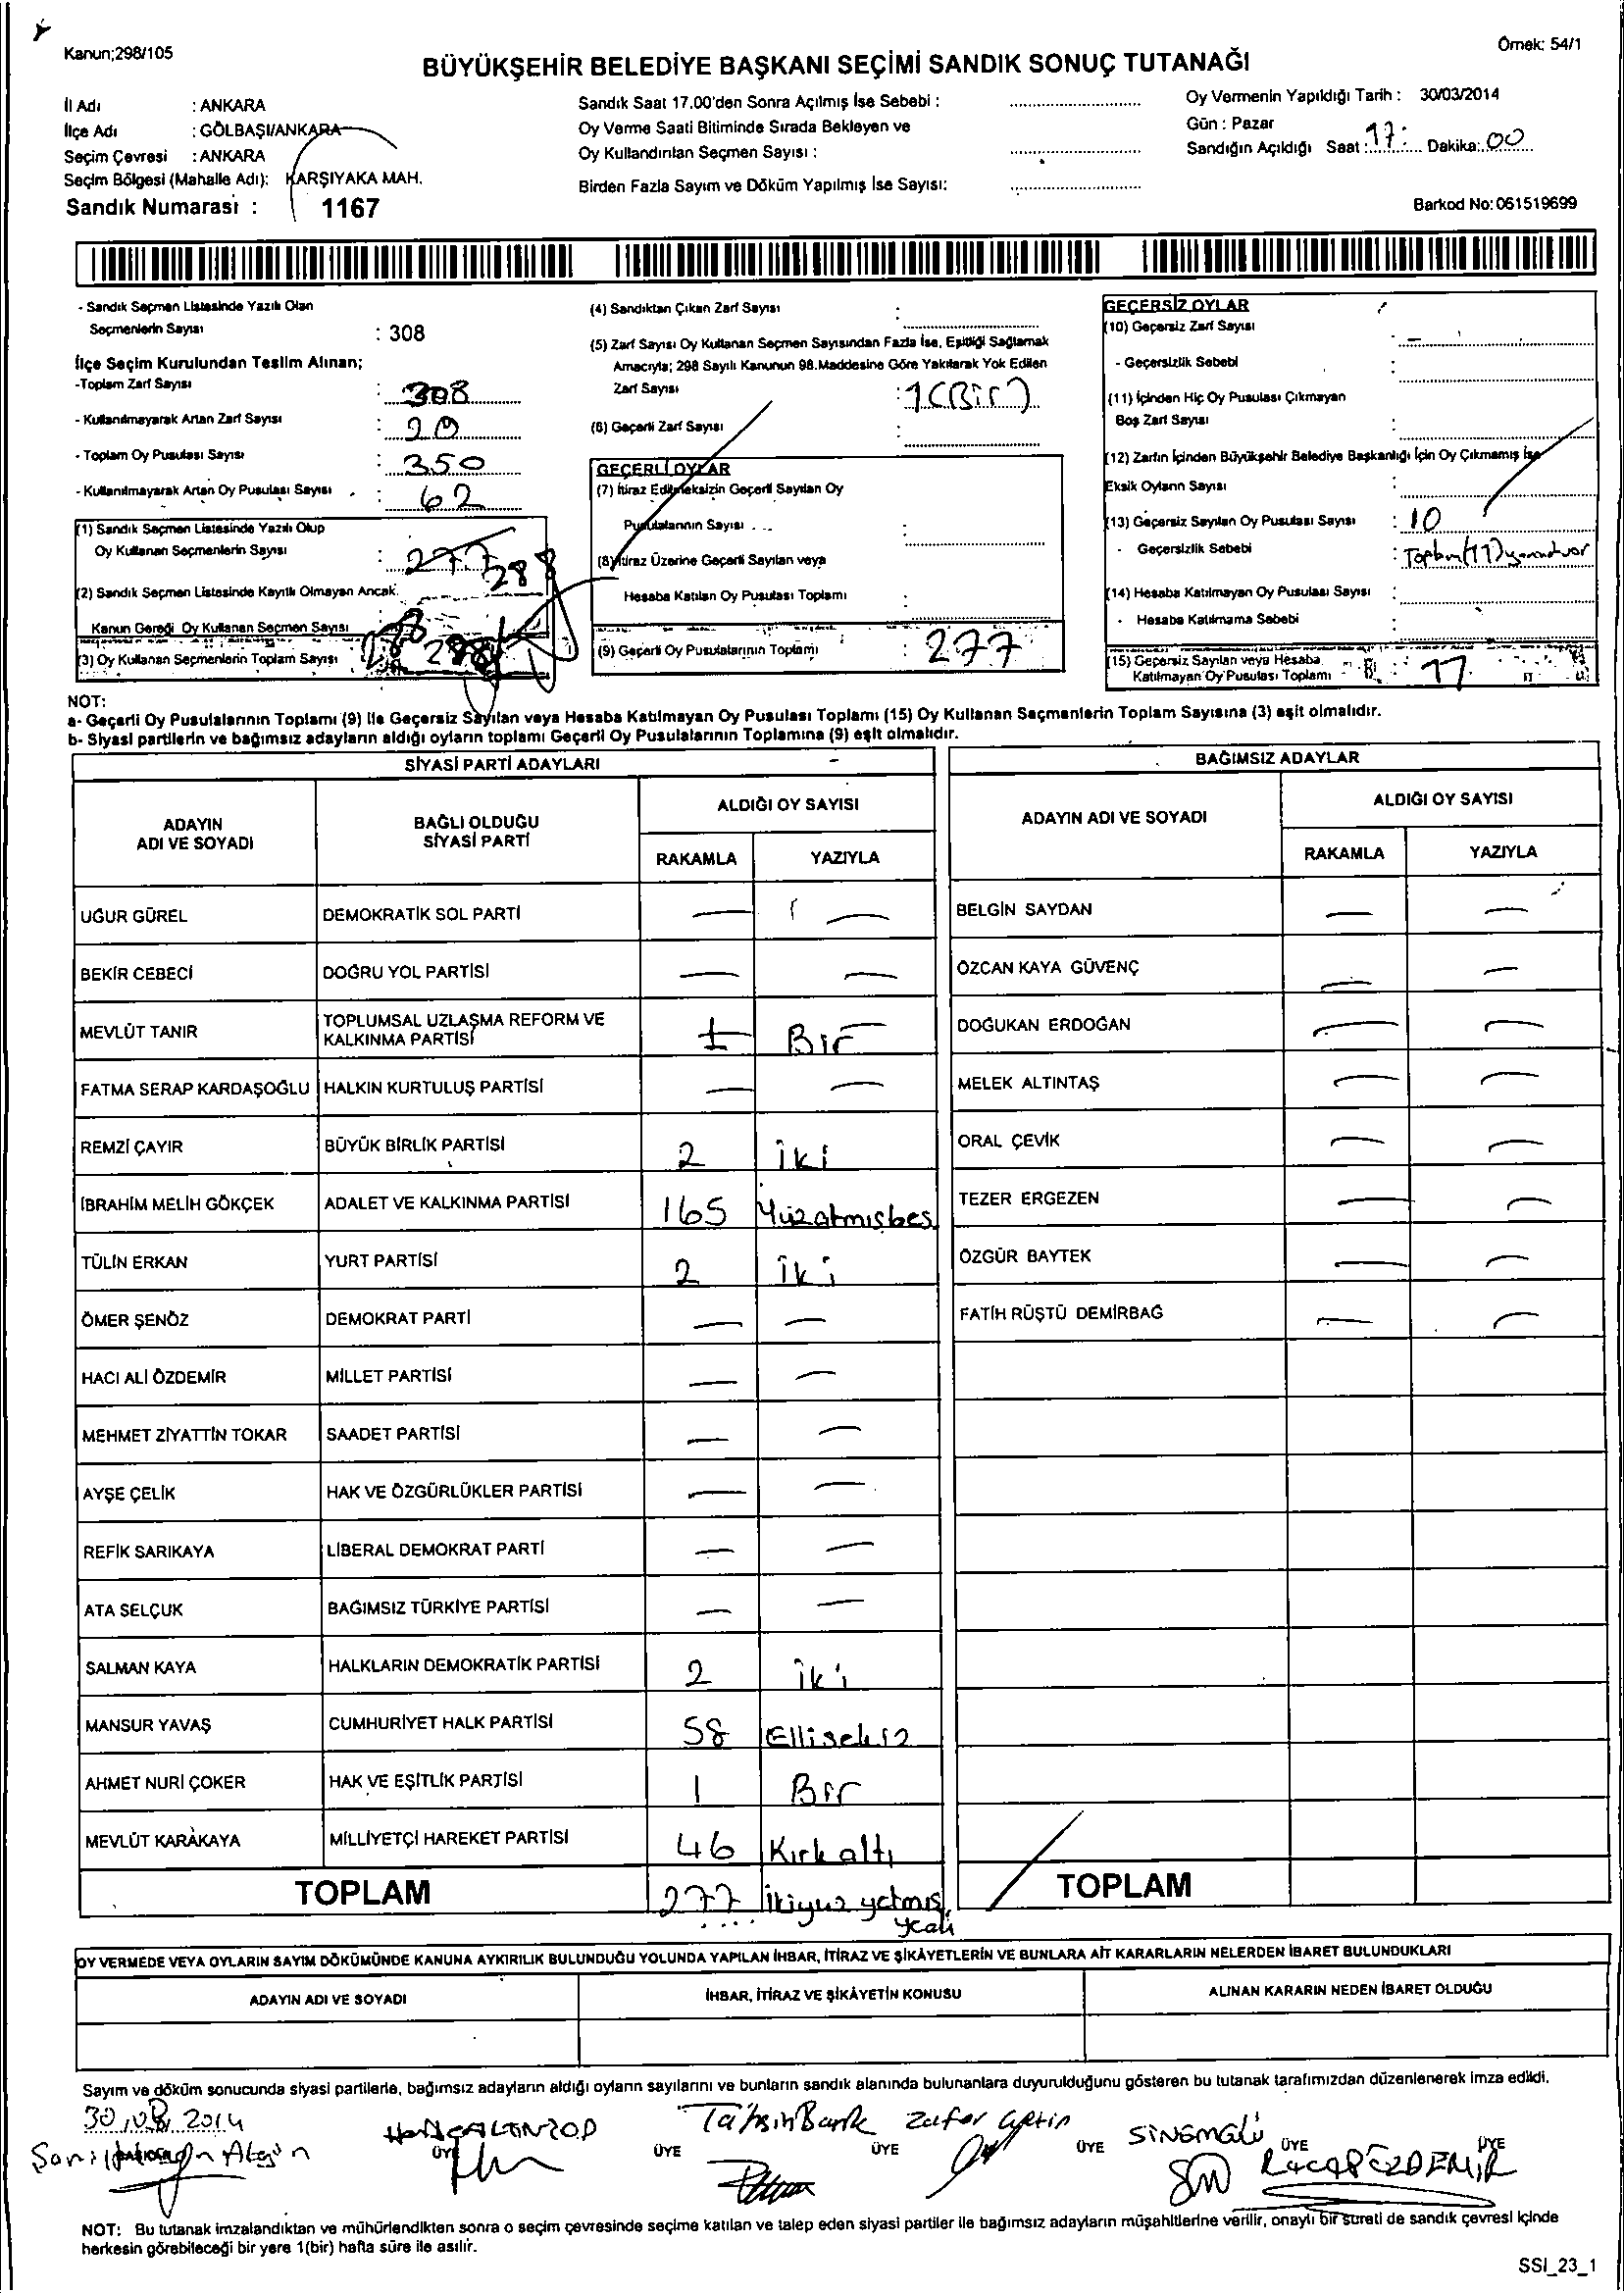 Kanun;298/105
Örnek: 54/1
BÜYÜKŞEHİR BELEDİYE BAŞKANI SEÇİMİ SANDIK SONUÇ TUTANAĞI
İl Adı : ANKARA
İlçe Adı : GÖLBAŞI/ANKARA
Seçim Çevresi : ANKARA
Seçim Bölgesi (Mahalle Adı): KARŞIYAKA MAH.
Sandık Numarası : 1167
Sandık Saat 17.00'den Sonra Açılmış İse Sebebi :
Oy Verme Saati Bitiminde Sırada Bekleyen ve
Oy Kullandırılan Seçmen Sayısı :
Birden Fazla Sayım ve Döküm Yapılmış İse Sayısı:
Oy Vermenin Yapıldığı Tarih : 30/03/2014
Gün : Pazar
Sandığın Açıldığı Saat : 17: Dakika: 00
Barkod No: 061519699
- Sandık Seçmen Listesinde Yazılı Olan
Seçmenlerin Sayısı : 308
İlçe Seçim Kurulundan Teslim Alınan;
-Toplam Zarf Sayısı : 308
- Kullanılmayarak Artan Zarf Sayısı : 20
- Toplam Oy Pusulası Sayısı : 350
- Kullanılmayarak Artan Oy Pusulası Sayısı : 62
(1) Sandık Seçmen Listesinde Yazılı Olup
Oy Kullanan Seçmenlerin Sayısı : 277 288
(2) Sandık Seçmen Listesinde Kayıtlı Olmayan Ancak
Kanun Gereği Oy Kullanan Seçmen Sayısı
(3) Oy Kullanan Seçmenlerin Toplam Sayısı 288
(4) Sandıktan Çıkan Zarf Sayısı :
(5) Zarf Sayısı Oy Kullanan Seçmen Sayısından Fazla İse, Eşitliği Sağlamak
Amacıyla; 298 Sayılı Kanunun 98.Maddesine Göre Yakılarak Yok Edilen
Zarf Sayısı : 1 (Bir)
(6) Geçerli Zarf Sayısı :
GEÇERLİ OYLAR
(7) İtiraz Edilmeksizin Geçerli Sayılan Oy
Pusulalarının Sayısı :
(8) İtiraz Üzerine Geçerli Sayılan veya
Hesaba Katılan Oy Pusulası Toplamı :
(9) Geçerli Oy Pusulalarının Toplamı : 277
GEÇERSİZ OYLAR
(10) Geçersiz Zarf Sayısı : -
- Geçersizlik Sebebi :
(11) İçinden Hiç Oy Pusulası Çıkmayan
Boş Zarf Sayısı :
(12) Zarfın İçinden Büyükşehir Belediye Başkanlığı İçin Oy Çıkmamış İse
Eksik Oyların Sayısı :
(13) Geçersiz Sayılan Oy Pusulası Sayısı : 10
- Geçersizlik Sebebi : Toplam (11)
(14) Hesaba Katılmayan Oy Pusulası Sayısı :
- Hesaba Katılmama Sebebi :
(15) Geçersiz Sayılan veya Hesaba
Katılmayan Oy Pusulası Toplamı : 11
NOT:
a- Geçerli Oy Pusulalarının Toplamı (9) ile Geçersiz Sayılan veya Hesaba Katılmayan Oy Pusulası Toplamı (15) Oy Kullanan Seçmenlerin Toplam Sayısına (3) eşit olmalıdır.
b- Siyasi partilerin ve bağımsız adayların aldığı oyların toplamı Geçerli Oy Pusulalarının Toplamına (9) eşit olmalıdır.
SİYASİ PARTİ ADAYLARI
ADAYIN ADI VE SOYADI BAĞLI OLDUĞU SİYASİ PARTİ ALDIĞI OY SAYISI
RAKAMLA YAZIYLA
UĞUR GÜREL DEMOKRATİK SOL PARTİ — —
BEKİR CEBECİ DOĞRU YOL PARTİSİ — —
MEVLÜT TANIR TOPLUMSAL UZLAŞMA REFORM VE KALKINMA PARTİSİ 1 Bir
FATMA SERAP KARDAŞOĞLU HALKIN KURTULUŞ PARTİSİ — —
REMZİ ÇAYIR BÜYÜK BİRLİK PARTİSİ 2 İki
İBRAHİM MELİH GÖKÇEK ADALET VE KALKINMA PARTİSİ 165 Yüzatmışbeş
TÜLİN ERKAN YURT PARTİSİ 2 İki
ÖMER ŞENÖZ DEMOKRAT PARTİ — —
HACI ALİ ÖZDEMİR MİLLET PARTİSİ — —
MEHMET ZİYATTİN TOKAR SAADET PARTİSİ — —
AYŞE ÇELİK HAK VE ÖZGÜRLÜKLER PARTİSİ — —
REFİK SARIKAYA LİBERAL DEMOKRAT PARTİ — —
ATA SELÇUK BAĞIMSIZ TÜRKİYE PARTİSİ — —
SALMAN KAYA HALKLARIN DEMOKRATİK PARTİSİ 2 İki
MANSUR YAVAŞ CUMHURİYET HALK PARTİSİ 58 Ellisekiz
AHMET NURİ ÇOKER HAK VE EŞİTLİK PARTİSİ 1 Bir
MEVLÜT KARAKAYA MİLLİYETÇİ HAREKET PARTİSİ 46 Kırkaltı
TOPLAM 277 İkiyüz yetmiş yedi
BAĞIMSIZ ADAYLAR
ADAYIN ADI VE SOYADI ALDIĞI OY SAYISI
RAKAMLA YAZIYLA
BELGİN SAYDAN — —
ÖZCAN KAYA GÜVENÇ — —
DOĞUKAN ERDOĞAN — —
MELEK ALTINTAŞ — —
ORAL ÇEVİK — —
TEZER ERGEZEN — —
ÖZGÜR BAYTEK — —
FATİH RÜŞTÜ DEMİRBAĞ — —
TOPLAM
OY VERMEDE VEYA OYLARIN SAYIM DÖKÜMÜNDE KANUNA AYKIRILIK BULUNDUĞU YOLUNDA YAPILAN İHBAR, İTİRAZ VE ŞİKÂYETLERİN VE BUNLARA AİT KARARLARIN NELERDEN İBARET BULUNDUKLARI
ADAYIN ADI VE SOYADI İHBAR, İTİRAZ VE ŞİKÂYETİN KONUSU ALINAN KARARIN NEDEN İBARET OLDUĞU
Sayım ve döküm sonucunda siyasi partilerle, bağımsız adayların aldığı oyların sayılarını ve bunların sandık alanında bulunanlara duyurulduğunu gösteren bu tutanak tarafımızdan düzenlenerek imza edildi.
2014
Zafer
ÜYE ÜYE ÜYE ÜYE ÜYE ÜYE
ÖZDEMİR
NOT: Bu tutanak imzalandıktan ve mühürlendikten sonra o seçim çevresinde seçime katılan ve talep eden siyasi partiler ile bağımsız adayların müşahitlerine verilir, onaylı bir sureti de sandık çevresi içinde
herkesin görebileceği bir yere 1(bir) hafta süre ile asılır.
SSI_23_1